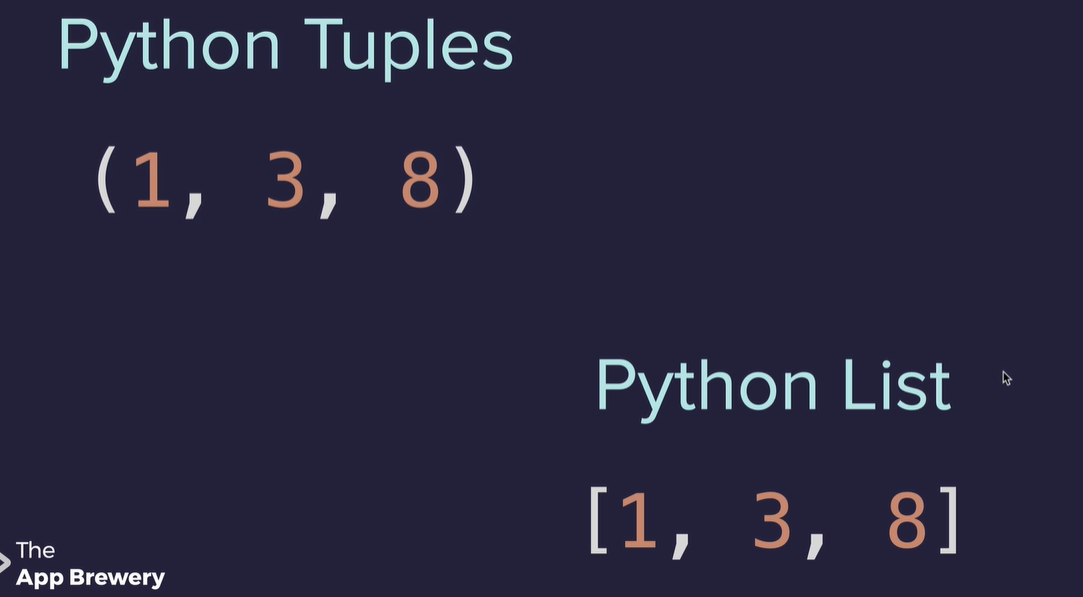 Python Tuples
(1, 3, 8)
Python List
[1, 3, 8]
The
App Brewery